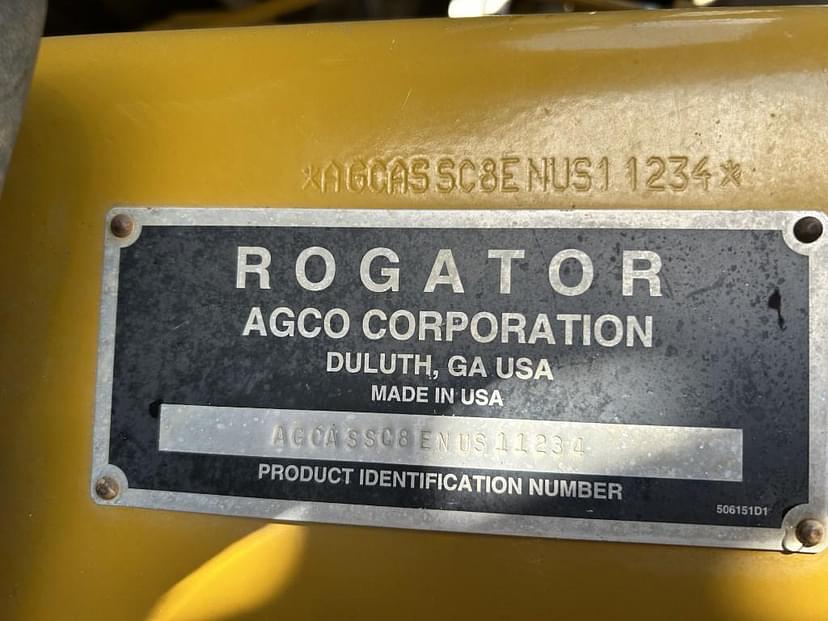 *AGCASSC8ENUS11234*
ROGATOR
AGCO CORPORATION
DULUTH, GA USA
MADE IN USA
AGCASSC8ENUS11234
PRODUCT IDENTIFICATION NUMBER
506151D1